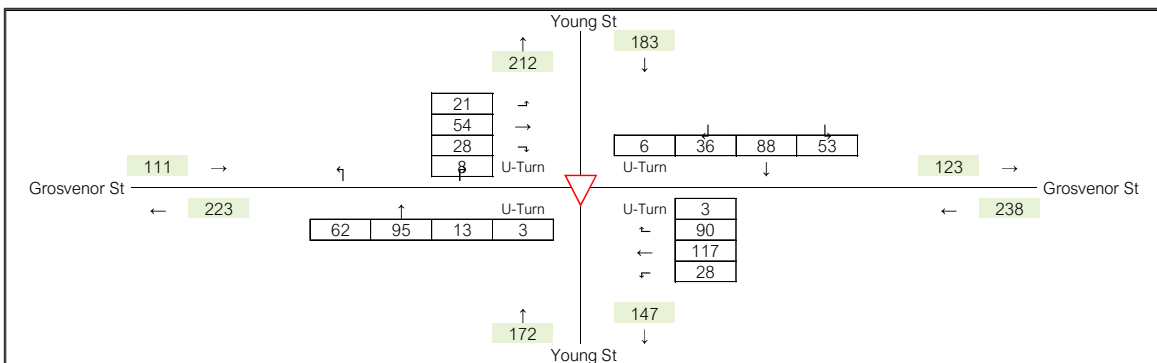 Young St
↑ 183
212 ↓
21
54 →
28
8 U-Turn
6 36 88 53
U-Turn ↓
111 → 123 →
Grosvenor St Grosvenor St
← 223 ← 238
↑ U-Turn
62 95 13 3
U-Turn 3
90
← 117
28
↑ 147
172 ↓
Young St